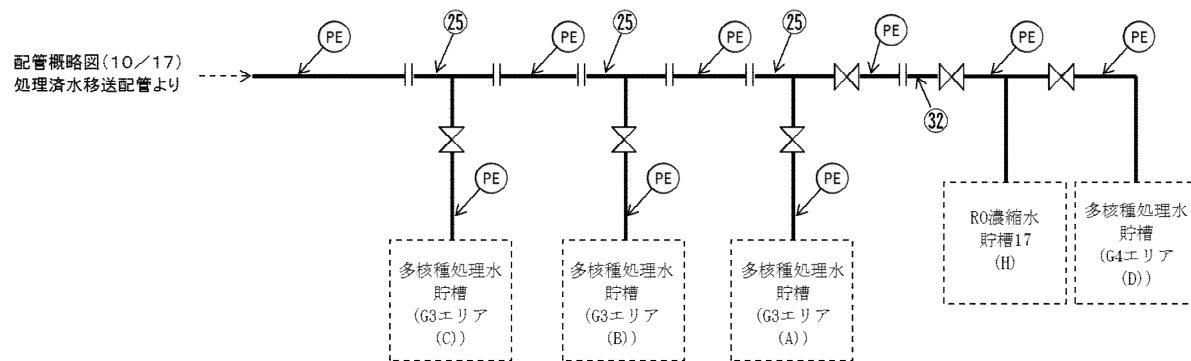 PE
㉕
PE
㉕
PE
㉕
PE
PE
PE
配管概略図(10/17)
処理済水移送配管より
㉜
PE
PE
PE
多核種処理水
貯槽
(G3エリア
(C))
多核種処理水
貯槽
(G3エリア
(B))
多核種処理水
貯槽
(G3エリア
(A))
RO濃縮水
貯槽17
(H)
多核種処理水
貯槽
(G4エリア
(D))